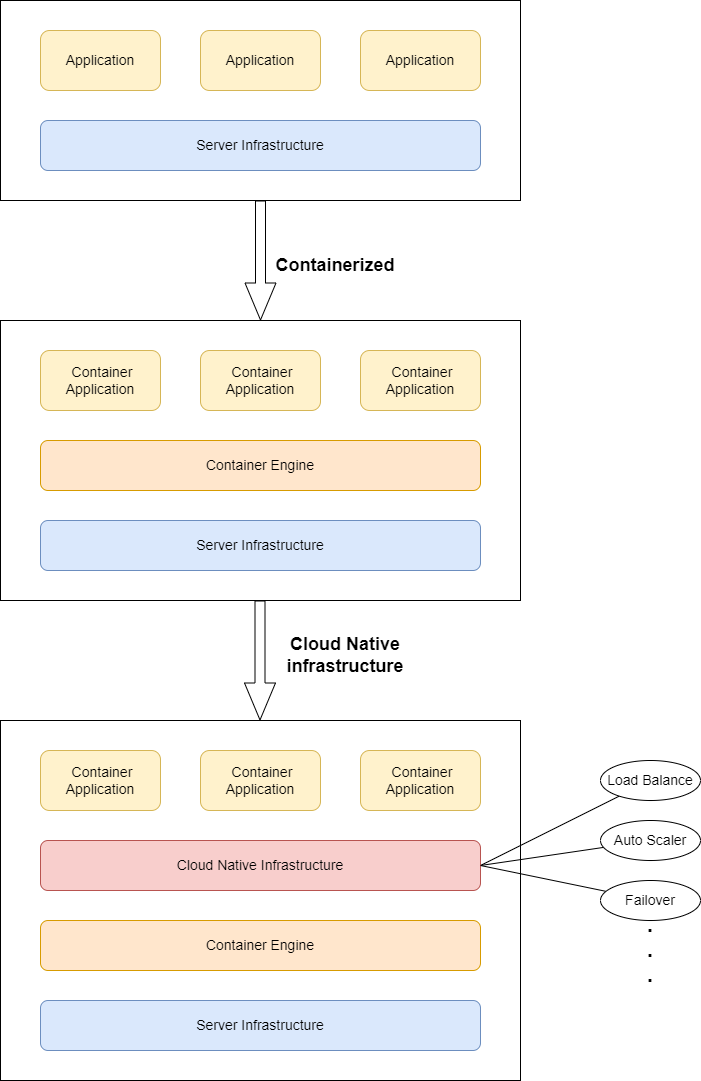 Application
Application
Application
Server Infrastructure
Containerized
Container
Application
Container
Application
Container
Application
Container Engine
Server Infrastructure
Cloud Native
infrastructure
Container
Application
Container
Application
Container
Application
Load Balance
Auto Scaler
Cloud Native Infrastructure
Failover
.
.
.
Container Engine
Server Infrastructure